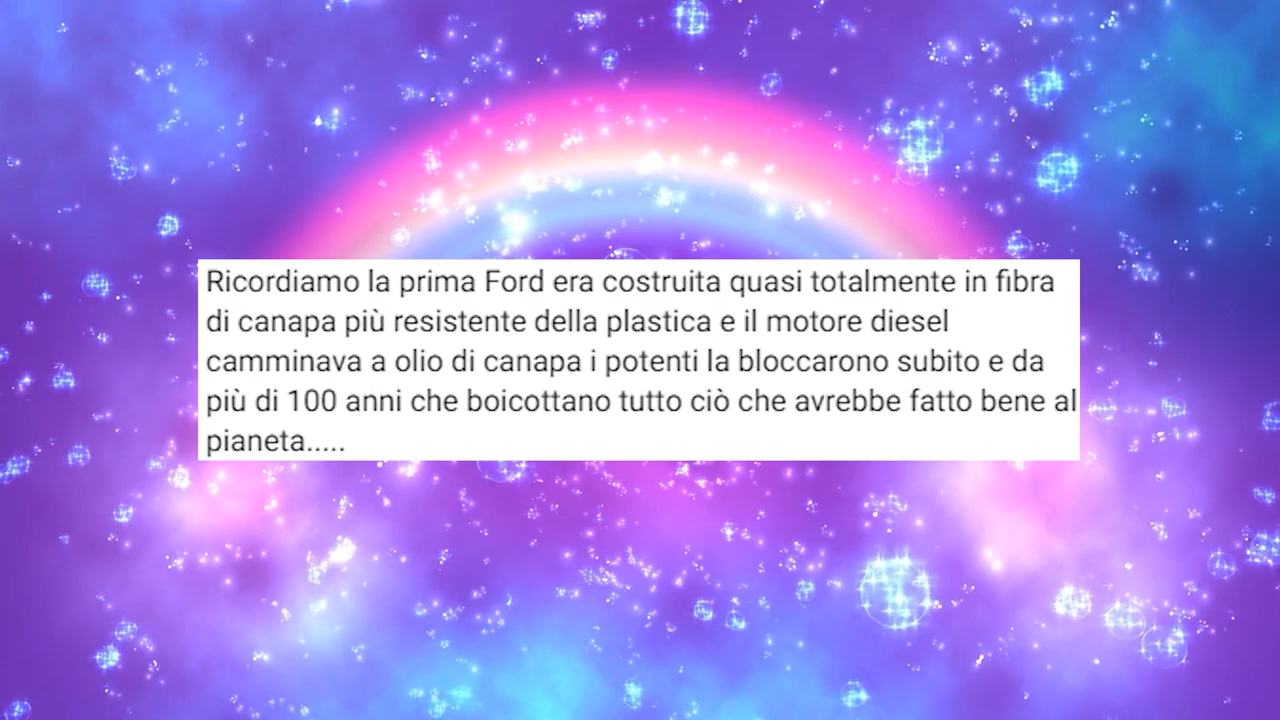 Ricordiamo la prima Ford era costruita quasi totalmente in fibra
di canapa più resistente della plastica e il motore diesel
camminava a olio di canapa i potenti la bloccarono subito e da
più di 100 anni che boicottano tutto ciò che avrebbe fatto bene al
pianeta.....